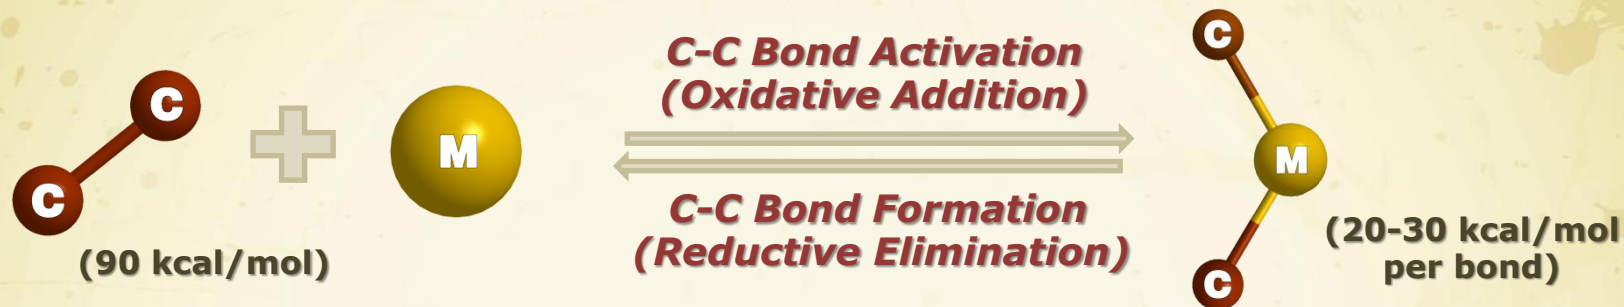 C
C
(90 kcal/mol)
M
C-C Bond Activation
(Oxidative Addition)
C-C Bond Formation
(Reductive Elimination)
C
M
C
(20-30 kcal/mol
per bond)